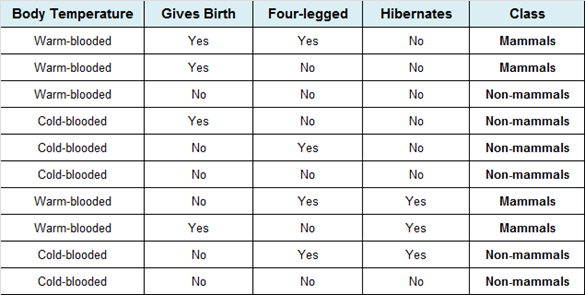 Body Temperature Gives Birth Four-legged Hibernates Class
Warm-blooded Yes Yes No Mammals
Warm-blooded Yes No No Mammals
Warm-blooded No No No Non-mammals
Cold-blooded Yes No No Non-mammals
Cold-blooded No Yes No Non-mammals
Cold-blooded No No No Non-mammals
Warm-blooded No Yes Yes Mammals
Warm-blooded Yes No Yes Mammals
Cold-blooded No Yes Yes Non-mammals
Cold-blooded No No No Non-mammals